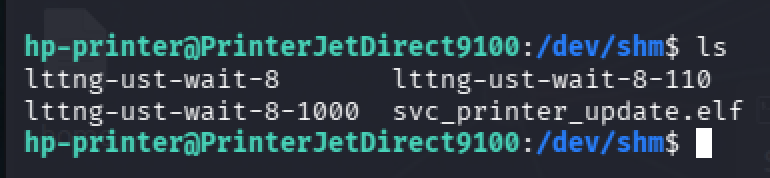 hp-printer@PrinterJetDirect9100:/dev/shm$ ls
lttng-ust-wait-8 lttng-ust-wait-8-110
lttng-ust-wait-8-1000 svc_printer_update.elf
hp-printer@PrinterJetDirect9100:/dev/shm$